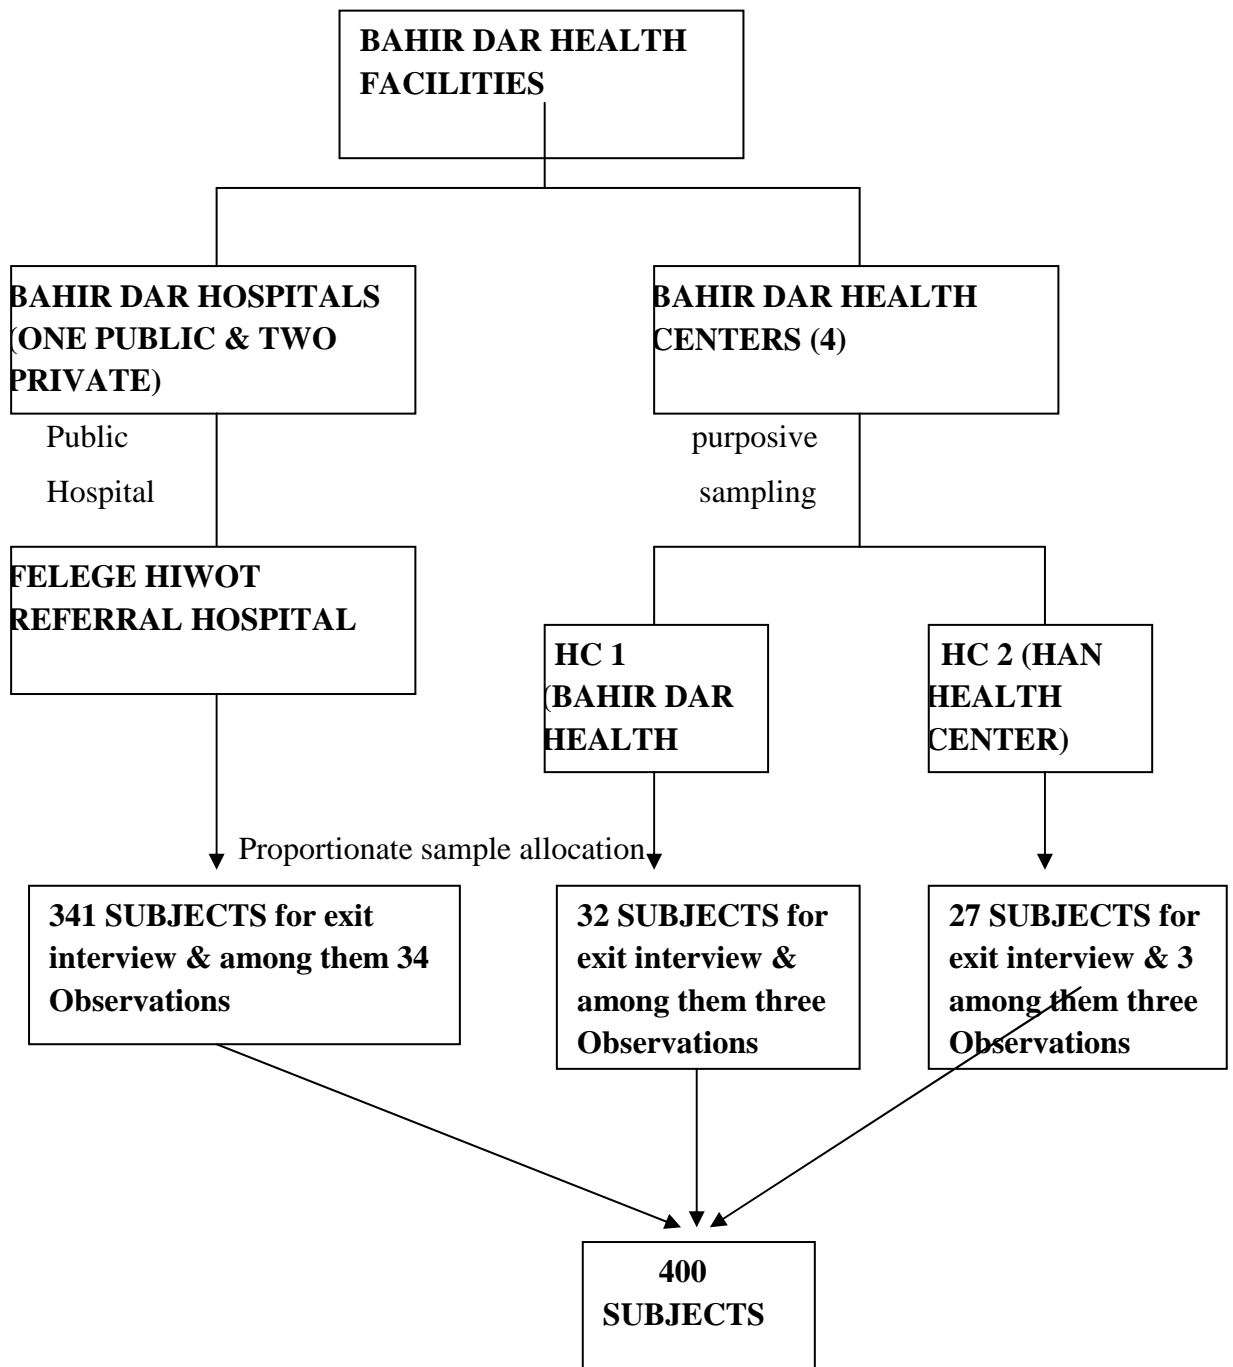 BAHIR DAR HEALTH
FACILITIES
BAHIR DAR HOSPITALS
(ONE PUBLIC & TWO
PRIVATE)
BAHIR DAR HEALTH
CENTERS (4)
Public
Hospital
purposive
sampling
FELEGE HIWOT
REFERRAL HOSPITAL
HC 1
(BAHIR DAR
HEALTH
HC 2 (HAN
HEALTH
CENTER)
Proportionate sample allocation
341 SUBJECTS for exit
interview & among them 34
Observations
32 SUBJECTS for
exit interview &
among them three
Observations
27 SUBJECTS for
exit interview & 3
among them three
Observations
400
SUBJECTS